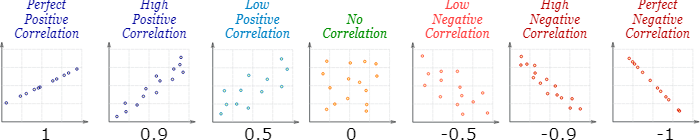 Perfect
Positive
Correlation
High
Positive
Correlation
Low
Positive
Correlation
No
Correlation
Low
Negative
Correlation
High
Negative
Correlation
Perfect
Negative
Correlation
1
0.9
0.5
0
-0.5
-0.9
-1